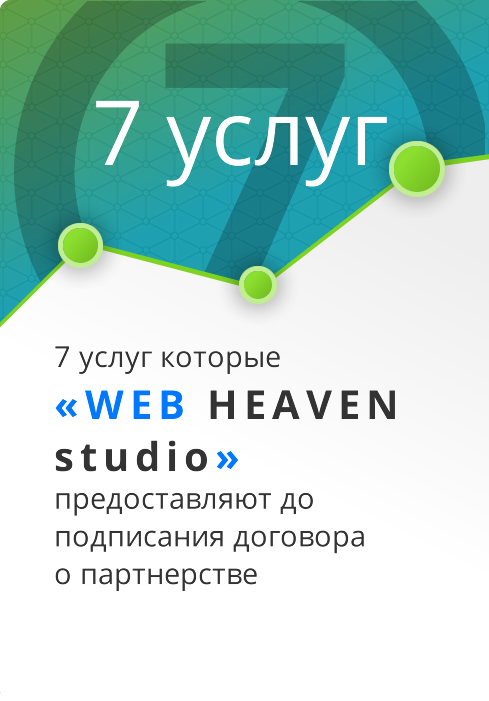 7 услуг
7 услуг которые
«WEB HEAVEN
studio»
предоставляют до
подписания договора
о партнерстве